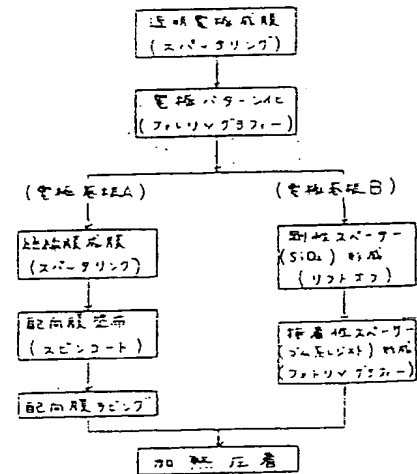 透明電極成膜
(スパッタリング)
電極パターン化
(フォトリソグラフィー)
(電極基板A)
(電極基板B)
絶縁膜成膜
(スパッタリング)
配向膜塗布
(スピンコート)
配向膜ラビング
剛性スペーサー
(SiO₂) 形成
(リフトオフ)
接着性スペーサー
(ゴム系レジスト) 形成
(フォトリソグラフィー)
加熱圧着